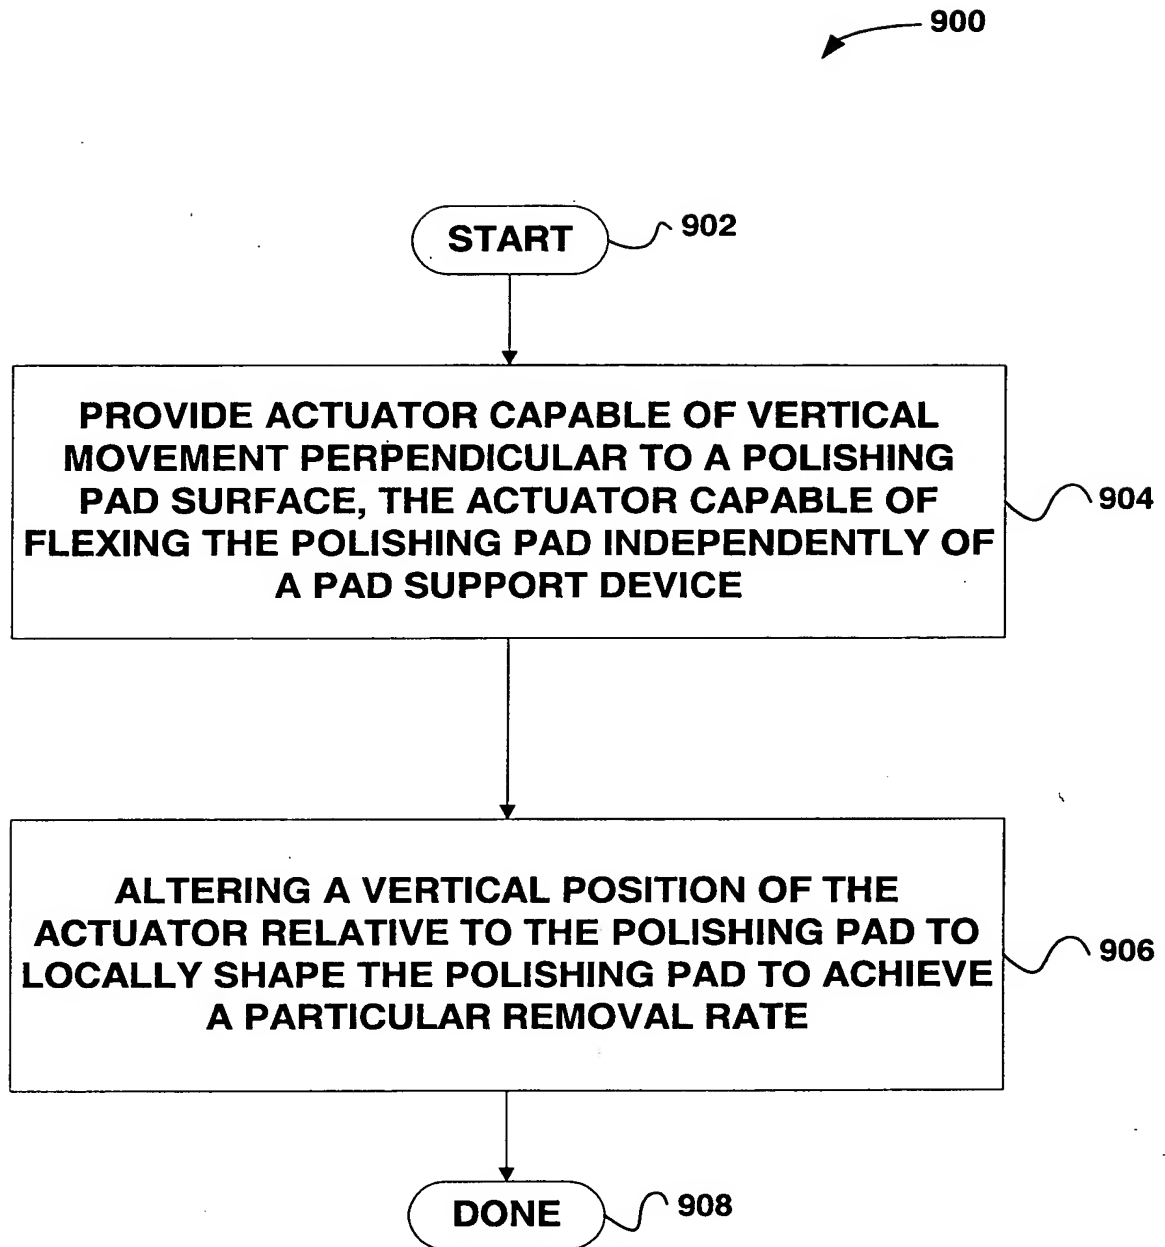 900
START
902
PROVIDE ACTUATOR CAPABLE OF VERTICAL
MOVEMENT PERPENDICULAR TO A POLISHING
PAD SURFACE, THE ACTUATOR CAPABLE OF
FLEXING THE POLISHING PAD INDEPENDENTLY OF
A PAD SUPPORT DEVICE
904
ALTERING A VERTICAL POSITION OF THE
ACTUATOR RELATIVE TO THE POLISHING PAD TO
LOCALLY SHAPE THE POLISHING PAD TO ACHIEVE
A PARTICULAR REMOVAL RATE
906
DONE
908